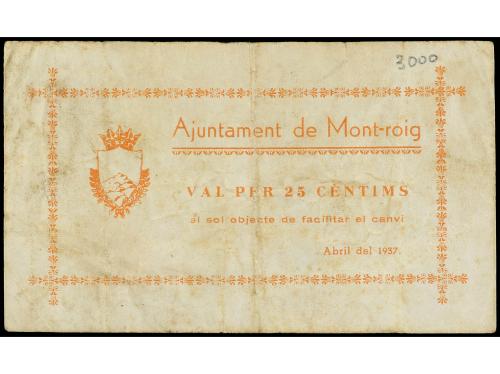 3000
Ajuntament de Mont-roig
VAL PER 25 CÈNTIMS
al sol objecte de facilitar el canvi
Abril del 1937.